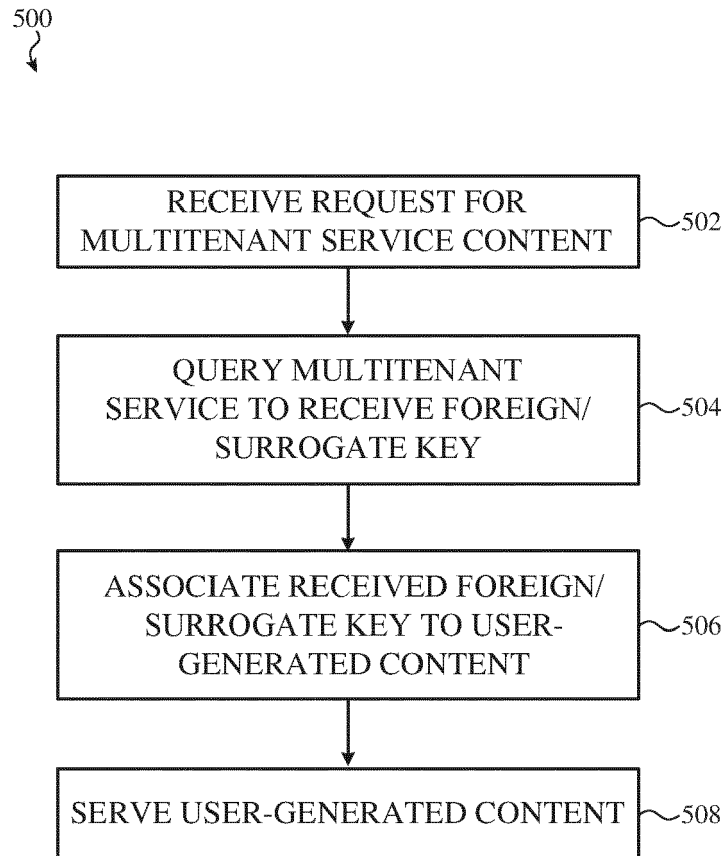 500
RECEIVE REQUEST FOR
MULTITENANT SERVICE CONTENT
502
QUERY MULTITENANT
SERVICE TO RECEIVE FOREIGN/
SURROGATE KEY
504
ASSOCIATE RECEIVED FOREIGN/
SURROGATE KEY TO USER-
GENERATED CONTENT
506
SERVE USER-GENERATED CONTENT
508